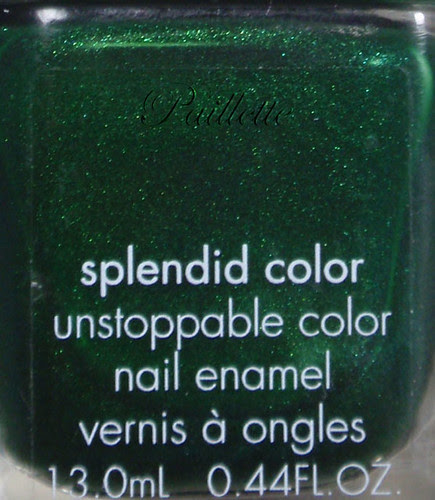 Paillette
splendid color
unstoppable color
nail enamel
vernis à ongles
13.0mL 0.44FL.OZ.